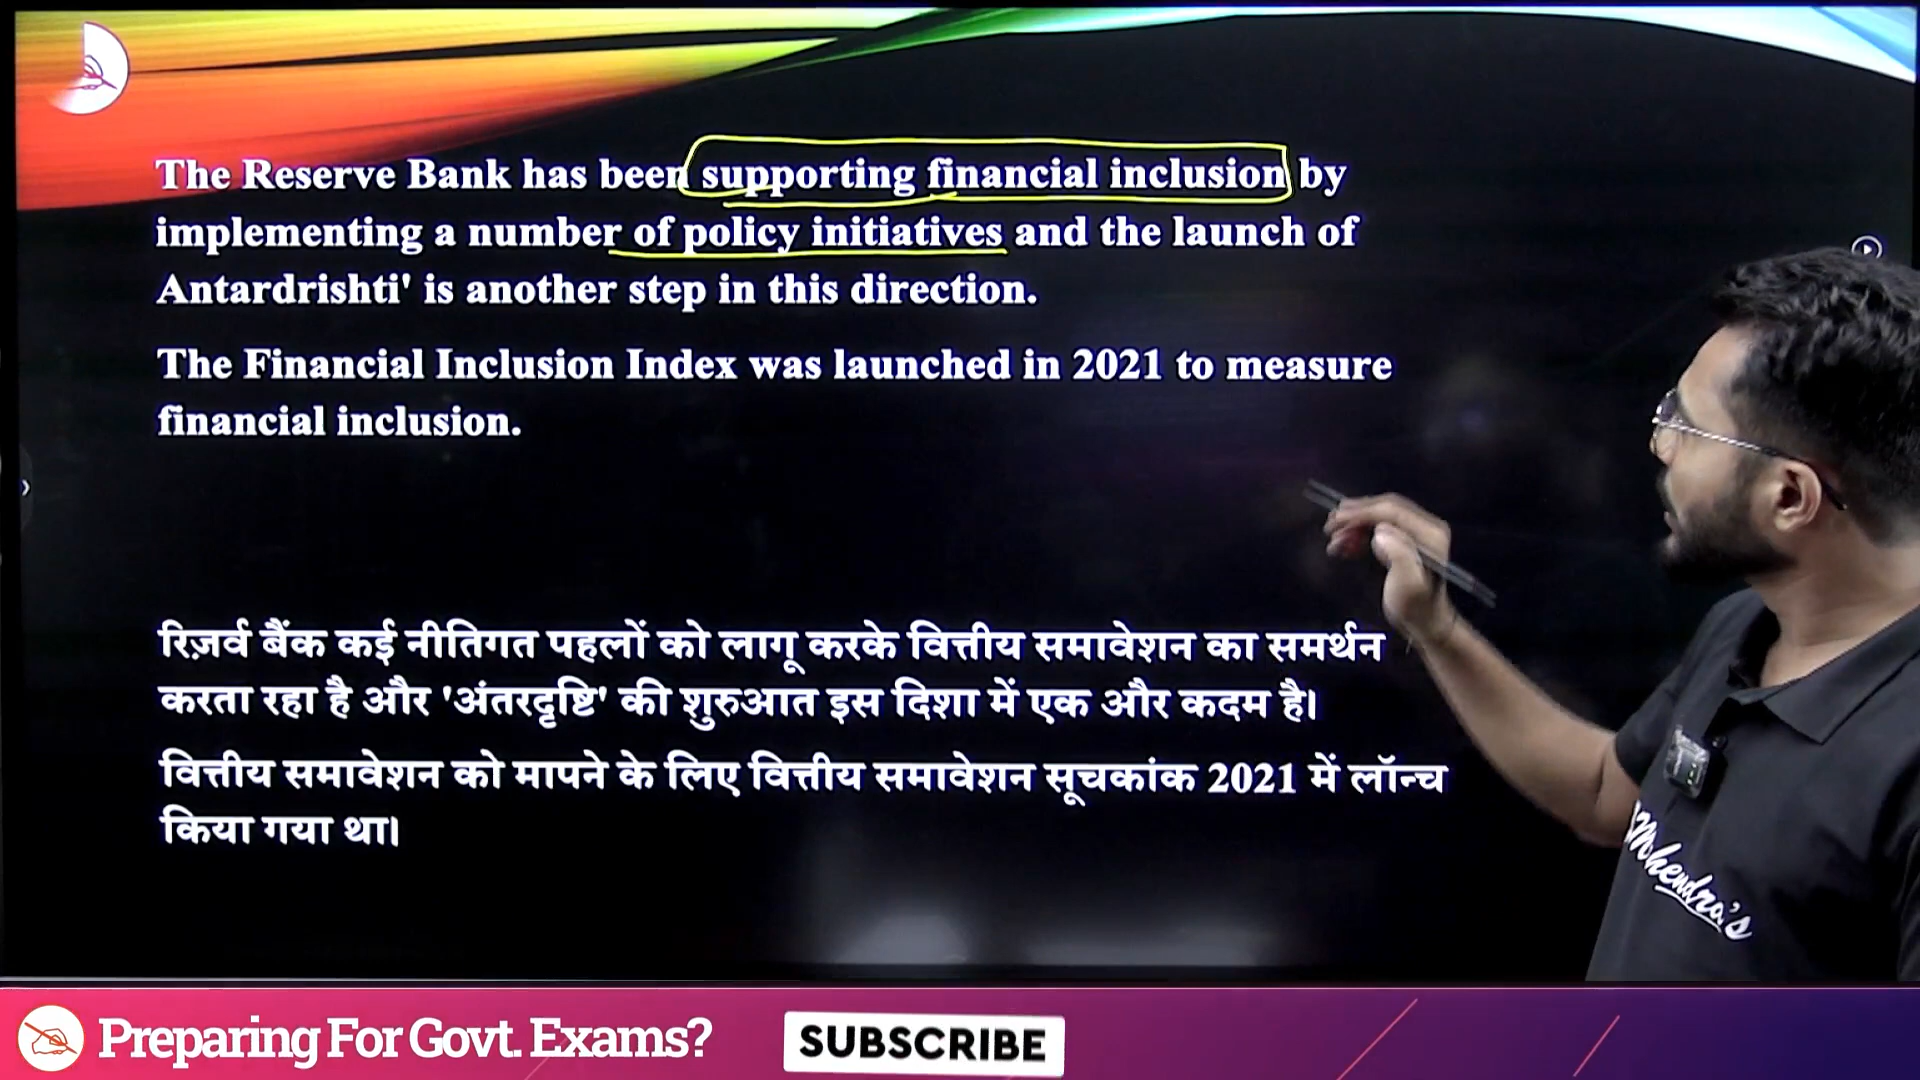 The Reserve Bank has been supporting financial inclusion by
implementing a number of policy initiatives and the launch of
Antardrishti' is another step in this direction.
The Financial Inclusion Index was launched in 2021 to measure
financial inclusion.
रिज़र्व बैंक कई नीतिगत पहलों को लागू करके वित्तीय समावेशन का समर्थन
करता रहा है और 'अंतरदृष्टि' की शुरुआत इस दिशा में एक और कदम है।
वित्तीय समावेशन को मापने के लिए वित्तीय समावेशन सूचकांक 2021 में लॉन्च
किया गया था।
Mhendra's
Preparing For Govt. Exams?
SUBSCRIBE